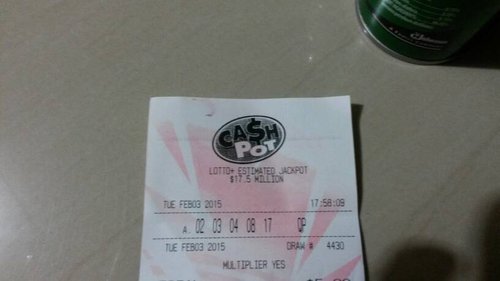 CA$H
POT
LOTTO+ ESTIMATED JACKPOT
$17.5 MILLION
TUE FEB03 2015 17:58:09
A. 02 03 04 08 17 QP
TUE FEB03 2015 DRAW # 4430
MULTIPLIER YES